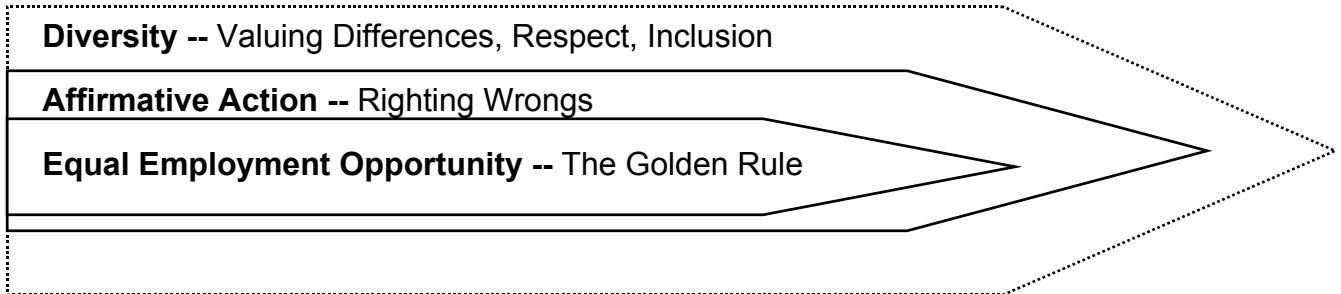 Diversity -- Valuing Differences, Respect, Inclusion
Affirmative Action -- Righting Wrongs
Equal Employment Opportunity -- The Golden Rule